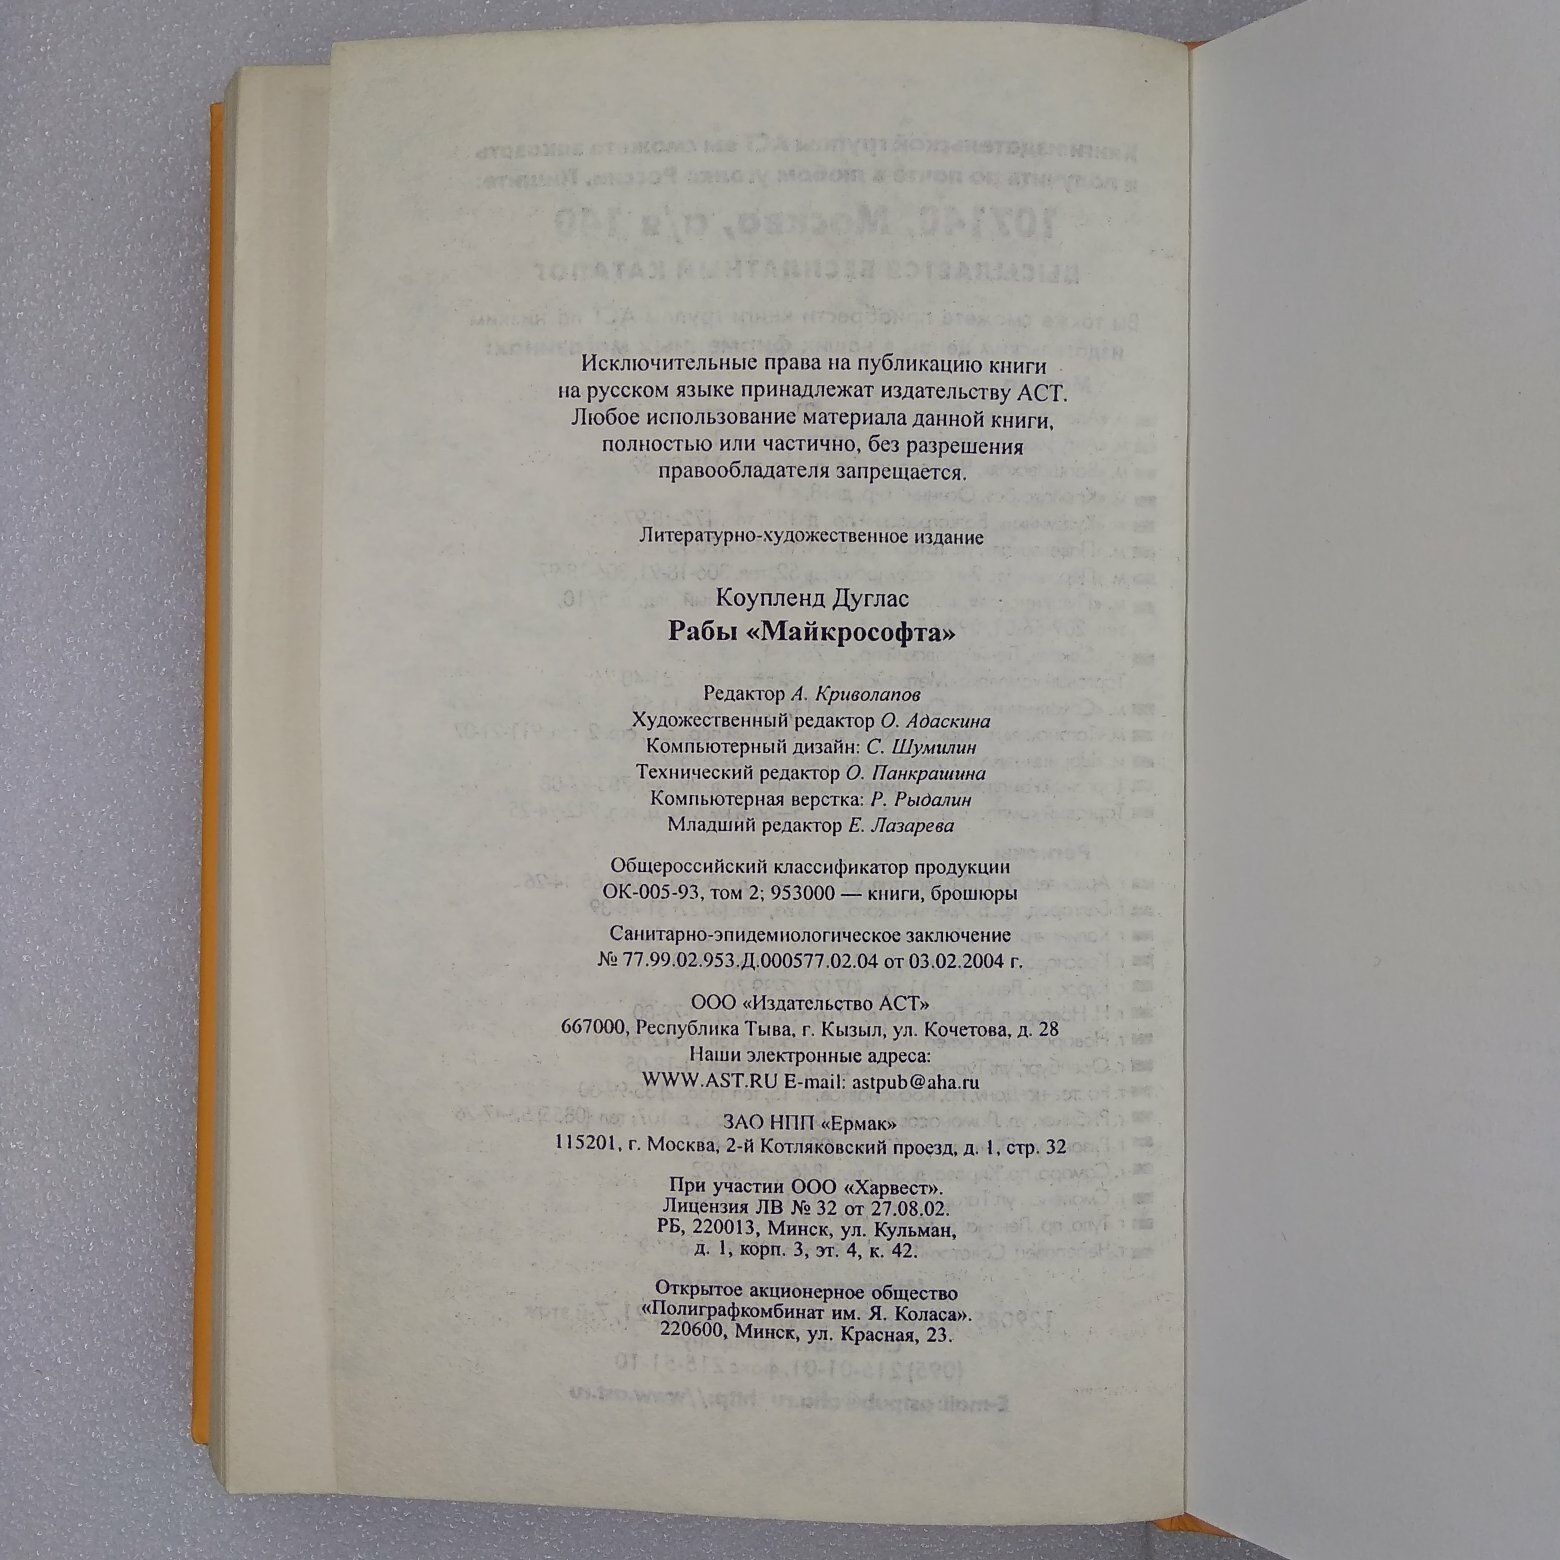 Исключительные права на публикацию книги
на русском языке принадлежат издательству АСТ.
Любое использование материала данной книги,
полностью или частично, без разрешения
правообладателя запрещается.
Литературно-художественное издание
Коупленд Дуглас
Рабы «Майкрософта»
Редактор А. Криволапов
Художественный редактор О. Адаскина
Компьютерный дизайн: С. Шумилин
Технический редактор О. Панкрашина
Компьютерная верстка: Р. Рыдалин
Младший редактор Е. Лазарева
Общероссийский классификатор продукции
ОК-005-93, том 2; 953000 — книги, брошюры
Санитарно-эпидемиологическое заключение
№ 77.99.02.953.Д.000577.02.04 от 03.02.2004 г.
ООО «Издательство АСТ»
667000, Республика Тыва, г. Кызыл, ул. Кочетова, д. 28
Наши электронные адреса:
WWW.AST.RU E-mail: astpub@aha.ru
ЗАО НПП «Ермак»
115201, г. Москва, 2-й Котляковский проезд, д. 1, стр. 32
При участии ООО «Харвест».
Лицензия ЛВ № 32 от 27.08.02.
РБ, 220013, Минск, ул. Кульман,
д. 1, корп. 3, эт. 4, к. 42.
Открытое акционерное общество
«Полиграфкомбинат им. Я. Коласа».
220600, Минск, ул. Красная, 23.